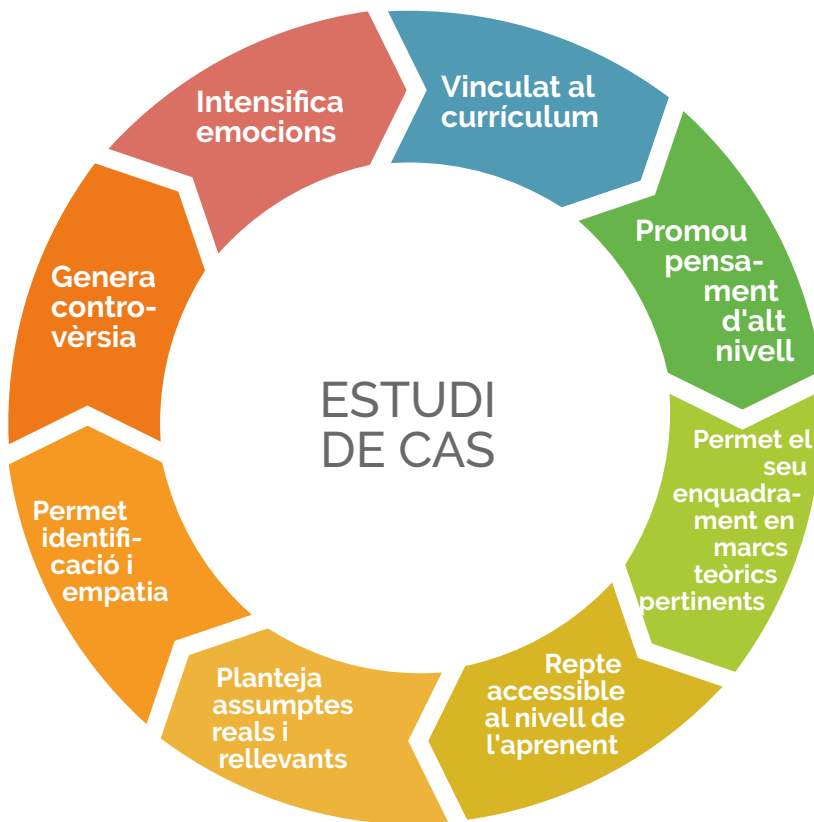 Intensifica
emocions
Vinculat al
currículum
Promou
pensa-
ment
d'alt
nivell
Permet el
seu
enquadra-
ment en
marcs
teòrics
pertinents
Repte
accessible
al nivell de
l'aprenent
Planteja
assumptes
reals i
rellevants
Permet
identifi-
cació i
empatia
Genera
contro-
vèrsia
ESTUDI
DE CAS